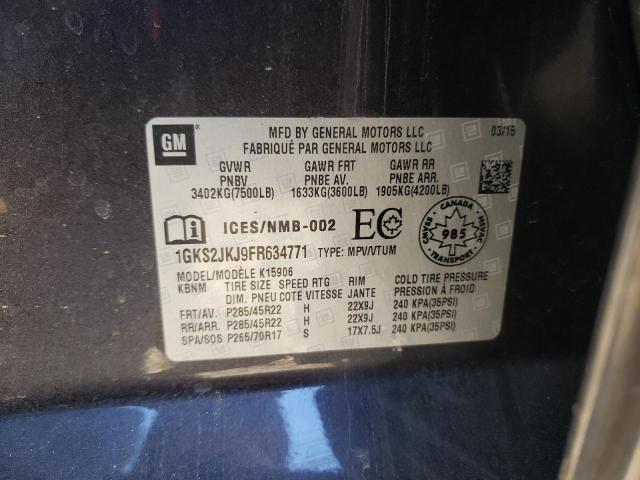 GM
MFD BY GENERAL MOTORS LLC 03/15
FABRIQUÉ PAR GENERAL MOTORS LLC
GVWR GAWR FRT GAWR RR
PNBV PNBE AV. PNBE ARR.
3402KG(7500LB) 1633KG(3600LB) 1905KG(4200LB)
ICES/NMB-002 EC
CANADA
CMVSS 985 NSVAC
TRANSPORT
1GKS2JKJ9FR634771 TYPE: MPV/VTUM
MODEL/MODÈLE K15906
KBNM TIRE SIZE SPEED RTG RIM COLD TIRE PRESSURE
DIM. PNEU COTE VITESSE JANTE PRESSION À FROID
FRT/AV. P285/45R22 H 22X9J 240 KPA(35PSI)
RR/ARR. P285/45R22 H 22X9J 240 KPA(35PSI)
SPA/SOS P265/70R17 S 17X7.5J 240 KPA(35PSI)